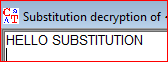 Substitution decryption of <
HELLO SUBSTITUTION